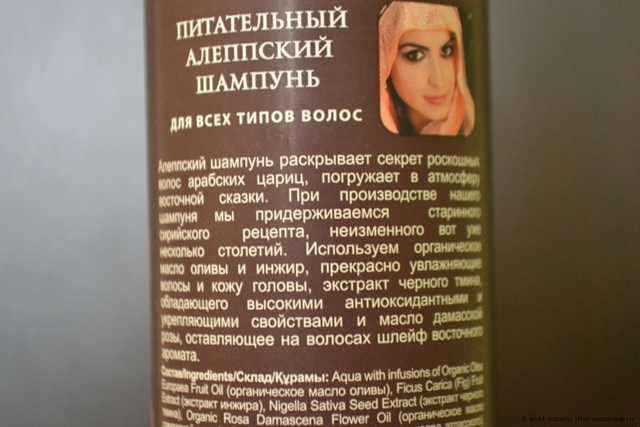 ПИТАТЕЛЬНЫЙ
АЛЕППСКИЙ
ШАМПУНЬ
ДЛЯ ВСЕХ ТИПОВ ВОЛОС
Алеппский шампунь раскрывает секрет роскошных
волос арабских цариц, погружает в атмосферу
восточной сказки. При производстве нашего
шампуня мы придерживаемся старинного
сирийского рецепта, неизменного вот уже
несколько столетий. Используем органическое
масло оливы и инжир, прекрасно увлажняющие
волосы и кожу головы, экстракт черного тмина,
обладающего высокими антиоксидантными и
укрепляющими свойствами и масло дамасской
розы, оставляющее на волосах шлейф восточного
аромата.
Состав/Ingredients/Склад/Құрамы: Aqua with infusions of Organic Olea
Europaea Fruit Oil (органическое масло оливы), Ficus Carica (Fig) Fruit
Extract (экстракт инжира), Nigella Sativa Seed Extract (экстракт черного
тмина), Organic Rosa Damascena Flower Oil (органическое масло